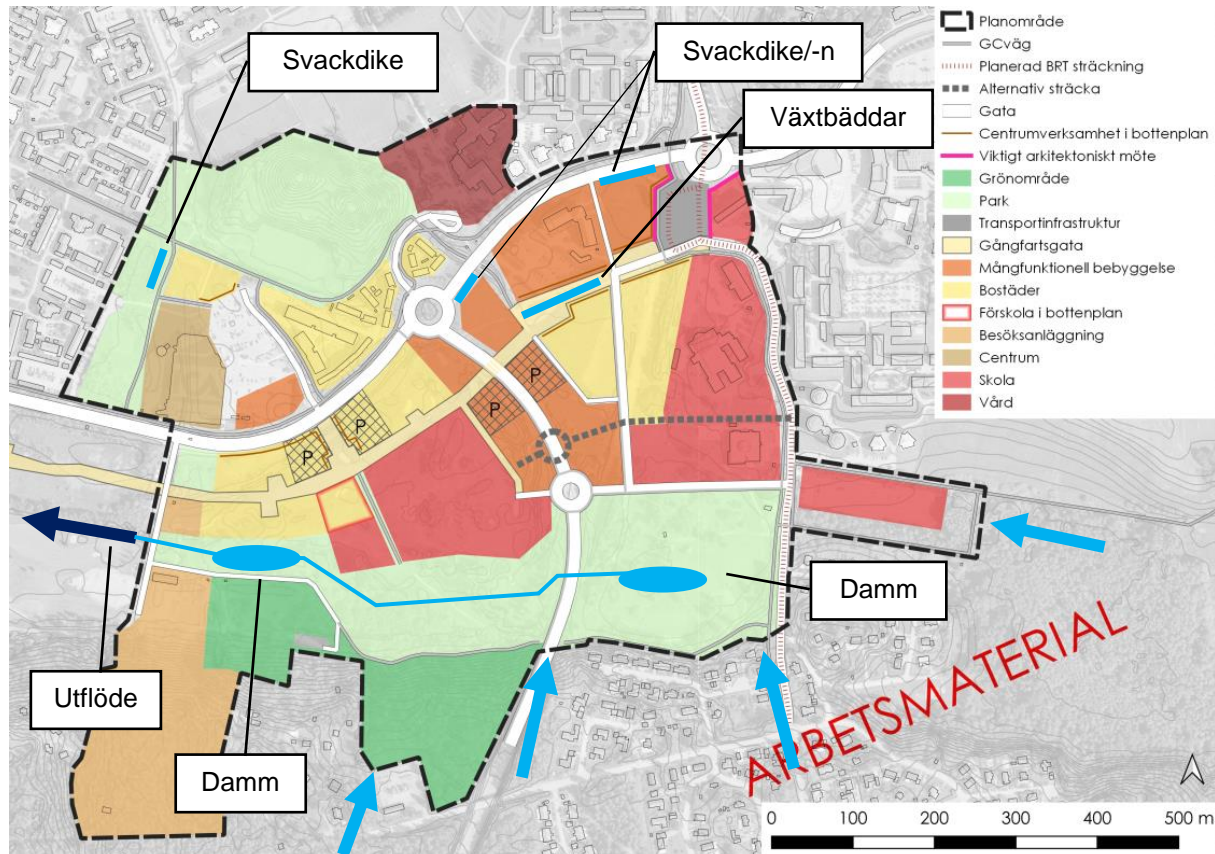 Svackdike
Svackdike/-n
Växtbäddar
Planområde
GCväg
Planerad BRT sträckning
Alternativ sträcka
Gata
Centrumverksamhet i bottenplan
Viktigt arkitektoniskt möte
Grönområde
Park
Transportinfrastruktur
Gångfartsgata
Mångfunktionell bebyggelse
Bostäder
Förskola i bottenplan
Besöksanläggning
Centrum
Skola
Vård
P
P
P
P
Damm
Utflöde
Damm
ARBETSMATERIAL
0 100 200 300 400 500 m